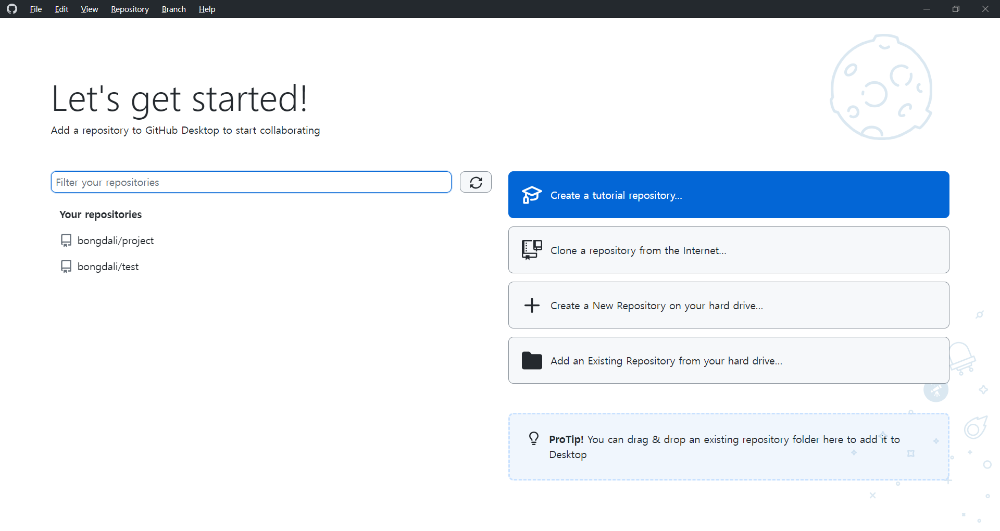 File Edit View Repository Branch Help
Let's get started!
Add a repository to GitHub Desktop to start collaborating
Filter your repositories
Your repositories
bongdali/project
bongdali/test
Create a tutorial repository...
Clone a repository from the Internet...
Create a New Repository on your hard drive...
Add an Existing Repository from your hard drive...
ProTip! You can drag & drop an existing repository folder here to add it to
Desktop